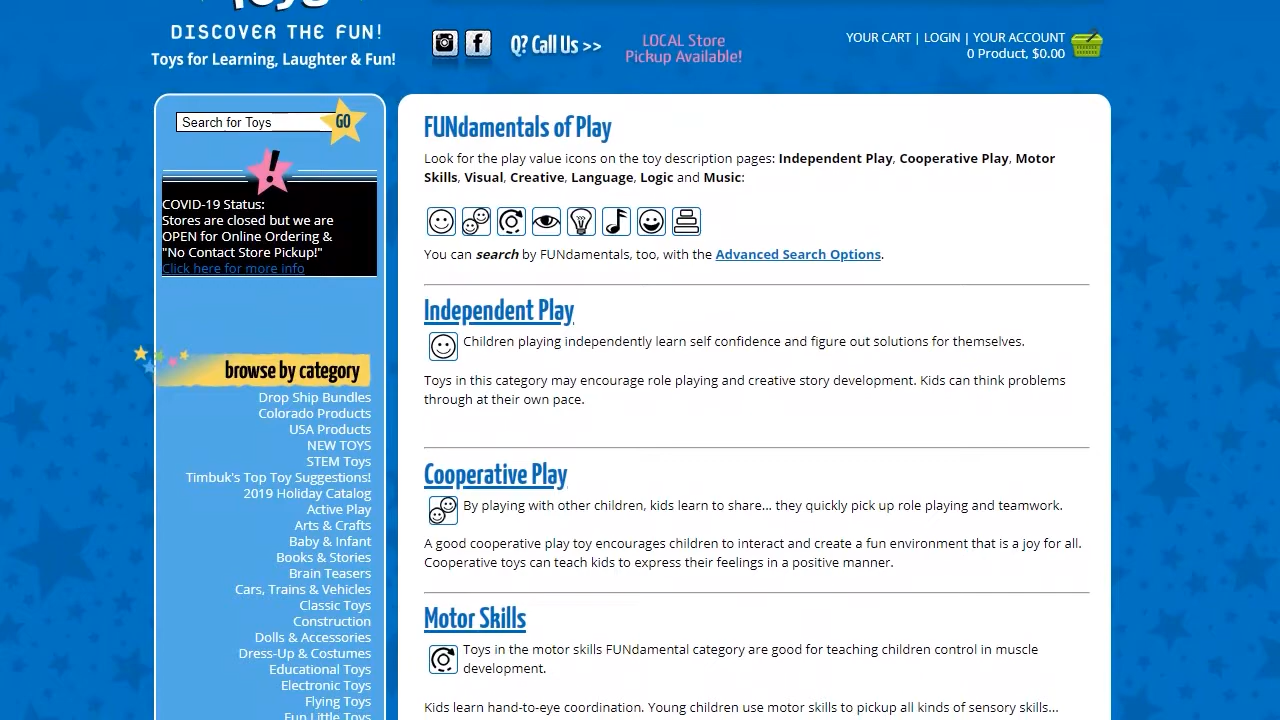 Toys
DISCOVER THE FUN!
Toys for Learning, Laughter & Fun!
Q? Call Us >>
LOCAL Store
Pickup Available!
YOUR CART | LOGIN | YOUR ACCOUNT
0 Product, $0.00
Search for Toys
GO
!
COVID-19 Status:
Stores are closed but we are
OPEN for Online Ordering &
"No Contact Store Pickup!"
Click here for more info
browse by category
Drop Ship Bundles
Colorado Products
USA Products
NEW TOYS
STEM Toys
Timbuk's Top Toy Suggestions!
2019 Holiday Catalog
Active Play
Arts & Crafts
Baby & Infant
Books & Stories
Brain Teasers
Cars, Trains & Vehicles
Classic Toys
Construction
Dolls & Accessories
Dress-Up & Costumes
Educational Toys
Electronic Toys
Flying Toys
Fun Little Toys
FUNdamentals of Play
Look for the play value icons on the toy description pages: Independent Play, Cooperative Play, Motor
Skills, Visual, Creative, Language, Logic and Music:
You can search by FUNdamentals, too, with the Advanced Search Options.
Independent Play
Children playing independently learn self confidence and figure out solutions for themselves.
Toys in this category may encourage role playing and creative story development. Kids can think problems
through at their own pace.
Cooperative Play
By playing with other children, kids learn to share... they quickly pick up role playing and teamwork.
A good cooperative play toy encourages children to interact and create a fun environment that is a joy for all.
Cooperative toys can teach kids to express their feelings in a positive manner.
Motor Skills
Toys in the motor skills FUNdamental category are good for teaching children control in muscle
development.
Kids learn hand-to-eye coordination. Young children use motor skills to pickup all kinds of sensory skills...